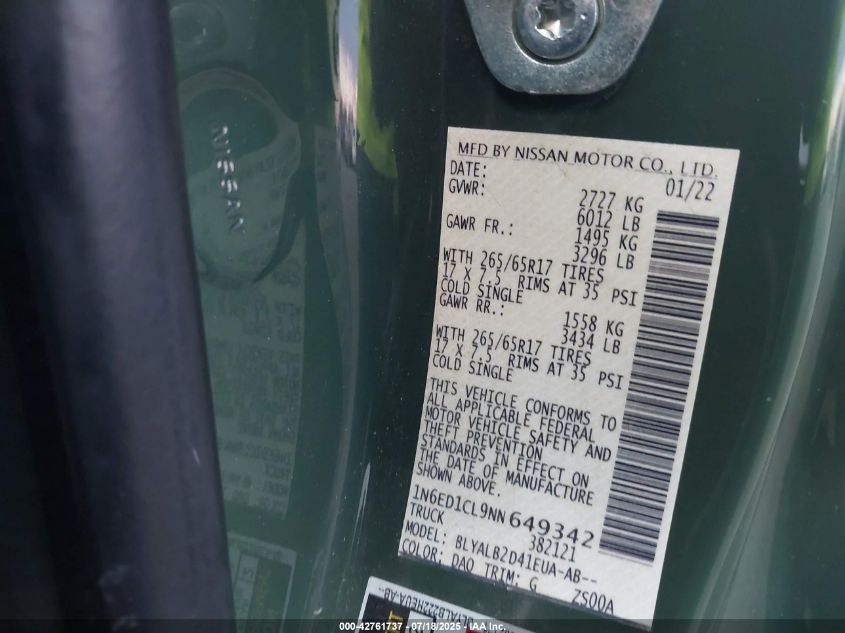 NISSAN
MFD BY NISSAN MOTOR CO., LTD.
DATE: 01/22
GVWR: 2727 KG
6012 LB
GAWR FR.: 1495 KG
3296 LB
WITH 265/65R17 TIRES
17 X 7.5 RIMS AT 35 PSI
COLD SINGLE
GAWR RR.: 1558 KG
3434 LB
WITH 265/65R17 TIRES
17 X 7.5 RIMS AT 35 PSI
COLD SINGLE
THIS VEHICLE CONFORMS TO
ALL APPLICABLE FEDERAL
MOTOR VEHICLE SAFETY AND
THEFT PREVENTION
STANDARDS IN EFFECT ON
THE DATE OF MANUFACTURE
SHOWN ABOVE.
1N6ED1CL9NN649342
TRUCK 382121
MODEL: BLYALB2D41EUA-AB--
COLOR: DAQ TRIM: G ZS00A
000-42761737 - 07/18/2025 - IAA Inc.